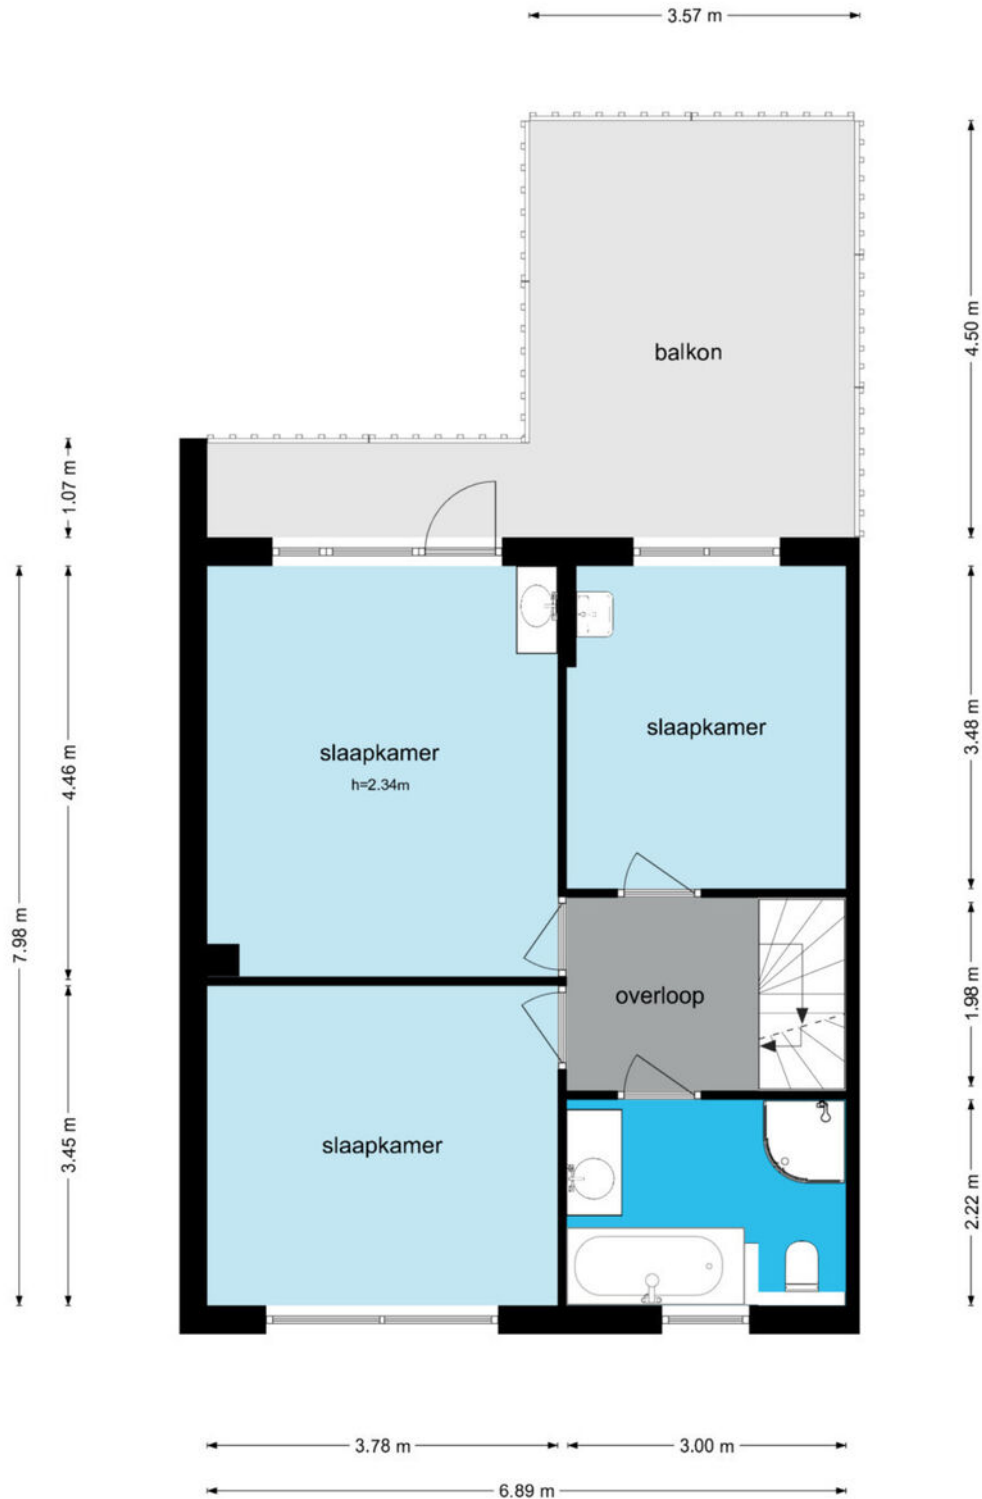 3.57 m
balkon
4.50 m
1.07 m
slaapkamer
h=2.34m
slaapkamer
4.46 m
3.48 m
7.98 m
overloop
1.98 m
slaapkamer
3.45 m
2.22 m
3.78 m
3.00 m
6.89 m